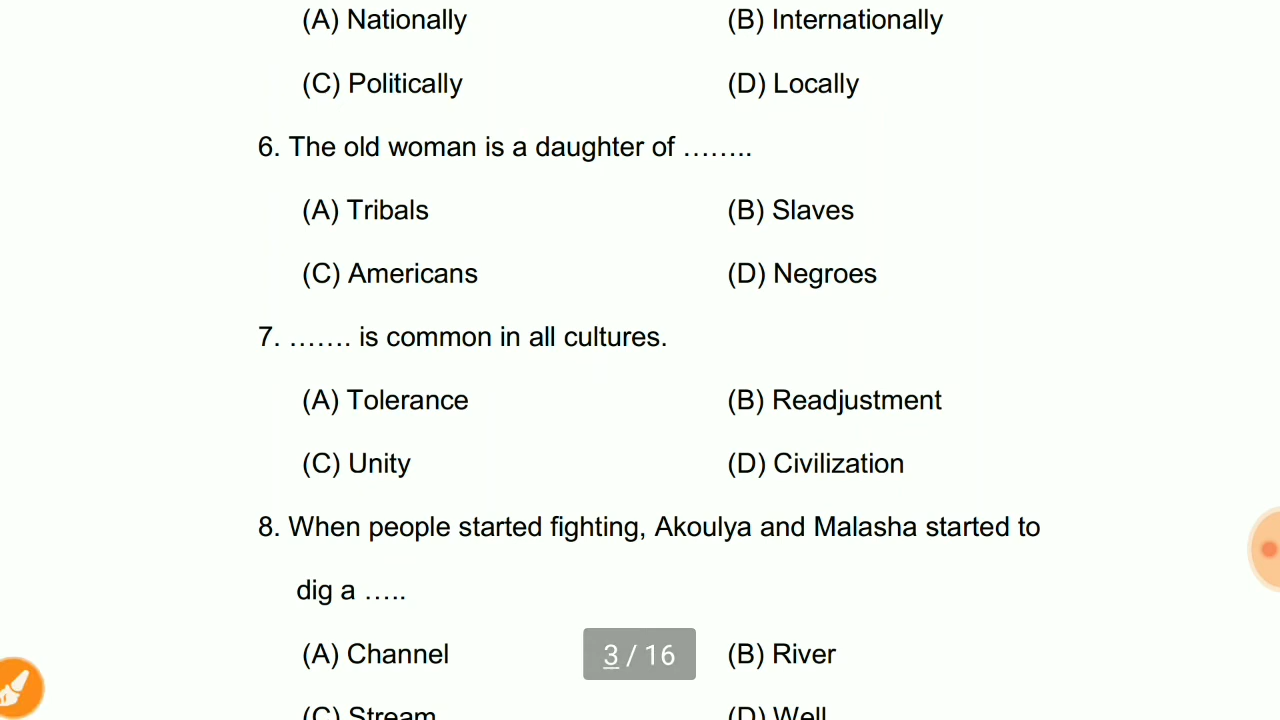 (A) Nationally (B) Internationally
(C) Politically (D) Locally
6. The old woman is a daughter of ……..
(A) Tribals (B) Slaves
(C) Americans (D) Negroes
7. ……. is common in all cultures.
(A) Tolerance (B) Readjustment
(C) Unity (D) Civilization
8. When people started fighting, Akoulya and Malasha started to
dig a …..
(A) Channel (B) River
3 / 16
(C) Stream (D) Well